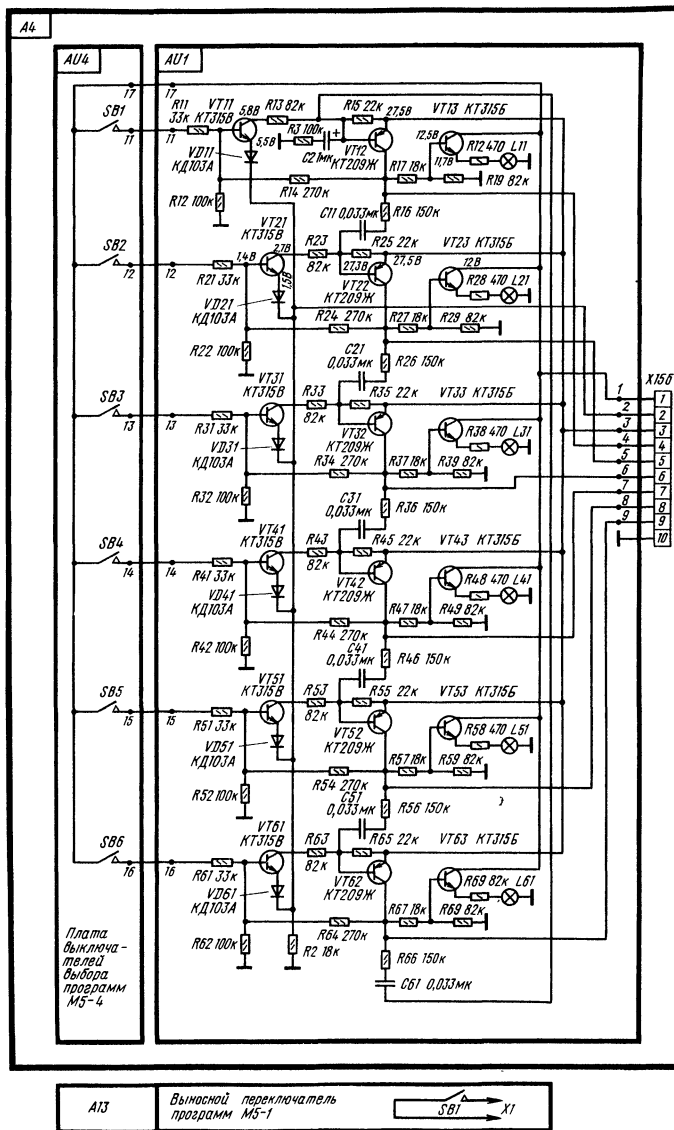 А4
AU4
AU1
17
17
SB1
11
11
R11
33к
VT11
КТ315В
5,8В
R13 82к
R15 22к
27,5В
VT13 КТ315Б
5,5В
R3 100к
+
C2 1мк
VT12
КТ209Ж
12,5В
11,7В
R12 470 L11
VD11
КД103А
R12 100к
R14 270к
R17 18к
R19 82к
C11 0,033мк
R16 150к
SB2
12
12
R21 33к
1,4В
VT21
КТ315В
2,7В
1,5В
R23
82к
R25 22к
27,3В
27,5В
VT22
КТ209Ж
VT23 КТ315Б
12В
R28 470 L21
VD21
КД103А
R22 100к
R24 270к
R27 18к
R29 82к
C21
0,033мк
R26 150к
SB3
13
13
R31 33к
VT31
КТ315В
R33
82к
R35 22к
VT32
КТ209Ж
VT33 КТ315Б
R38 470 L31
VD31
КД103А
R32 100к
R34 270к
R37 18к
R39 82к
C31
0,033мк
R36 150к
Х15б
1
2
3
4
5
6
7
8
9
1
2
3
4
5
6
7
8
9
10
SB4
14
14
R41 33к
VT41
КТ315В
R43
82к
R45 22к
VT42
КТ209Ж
VT43 КТ315Б
R48 470 L41
VD41
КД103А
R42 100к
R44 270к
R47 18к
R49 82к
C41
0,033мк
R46 150к
SB5
15
15
R51 33к
VT51
КТ315В
R53
82к
R55 22к
VT52
КТ209Ж
VT53 КТ315Б
R58 470 L51
VD51
КД103А
R52 100к
R54 270к
R57 18к
R59 82к
C51
0,033мк
R56 150к
SB6
16
16
R61 33к
VT61
КТ315В
R63
82к
R65 22к
VT62
КТ209Ж
VT63 КТ315Б
R69 82к L61
VD61
КД103А
R62 100к
R2 18к
R64 270к
R67 18к
R69 82к
R66 150к
C61 0,033мк
Плата
выключа-
телей
выбора
программ
М5-4
А13
Выносной переключатель
программ М5-1
SB1
X1